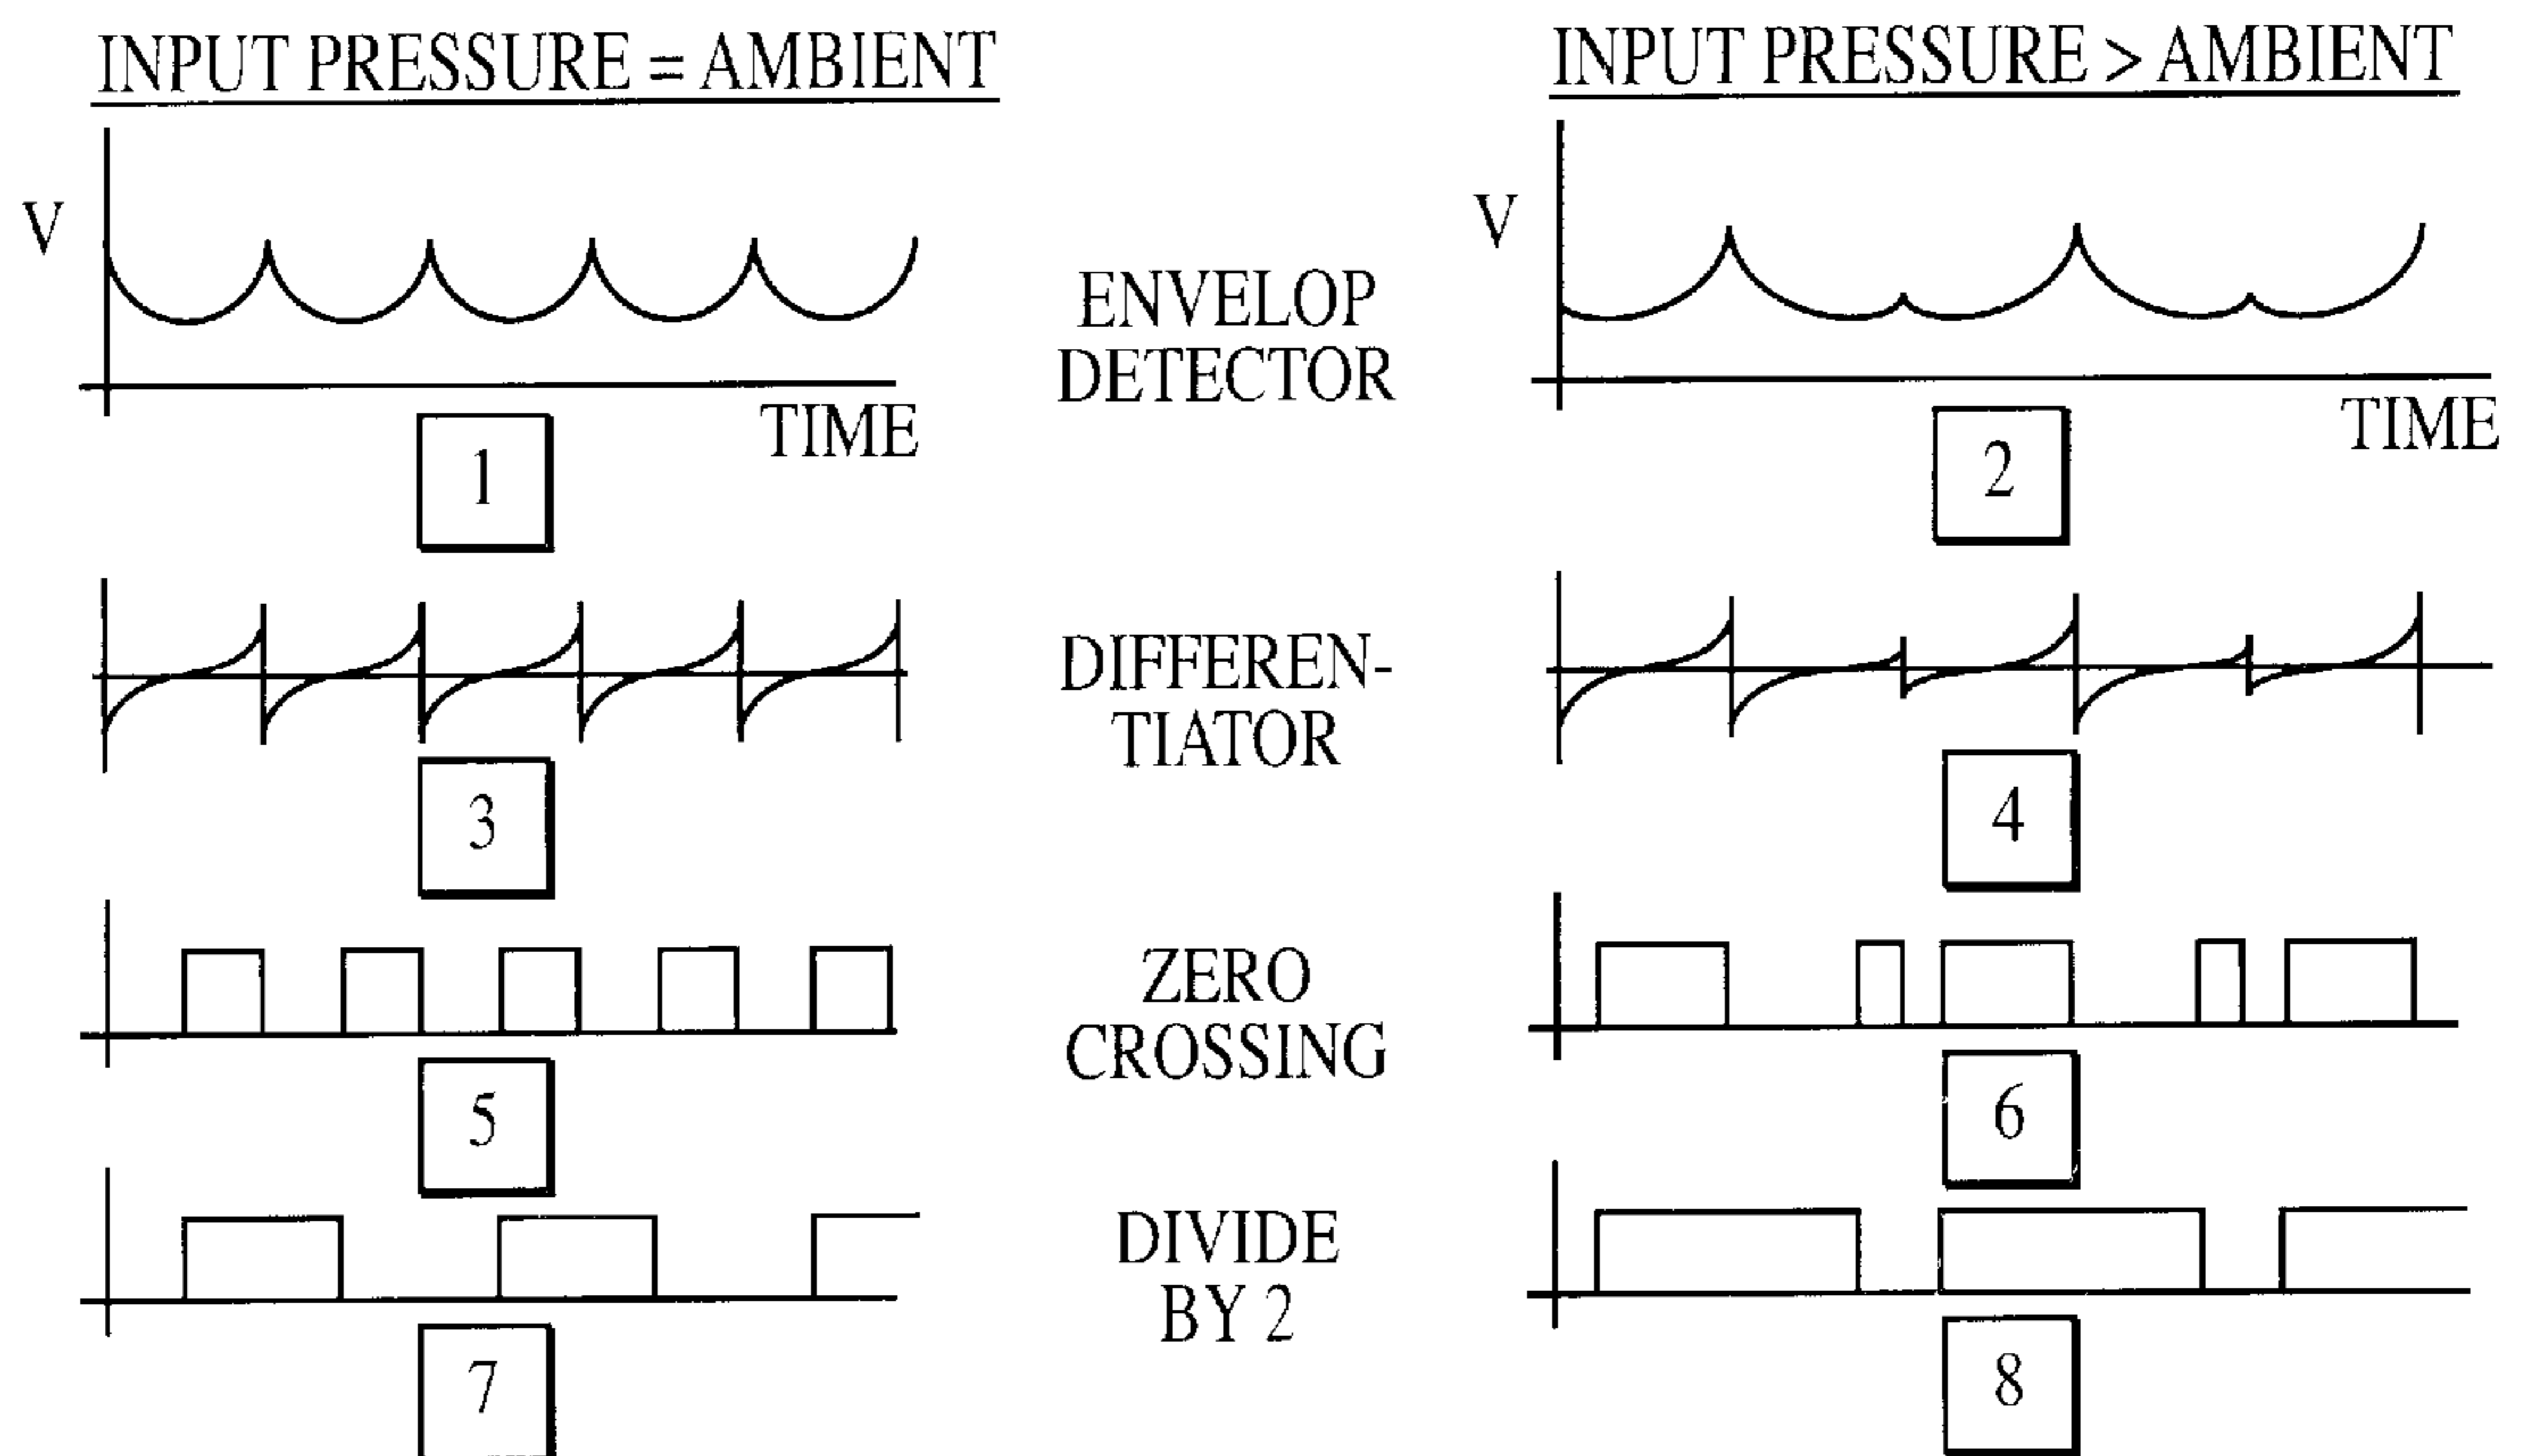 INPUT PRESSURE = AMBIENT
INPUT PRESSURE > AMBIENT
V
V
ENVELOP
DETECTOR
TIME
TIME
1
2
DIFFEREN-
TIATOR
3
4
ZERO
CROSSING
5
6
DIVIDE
BY 2
7
8